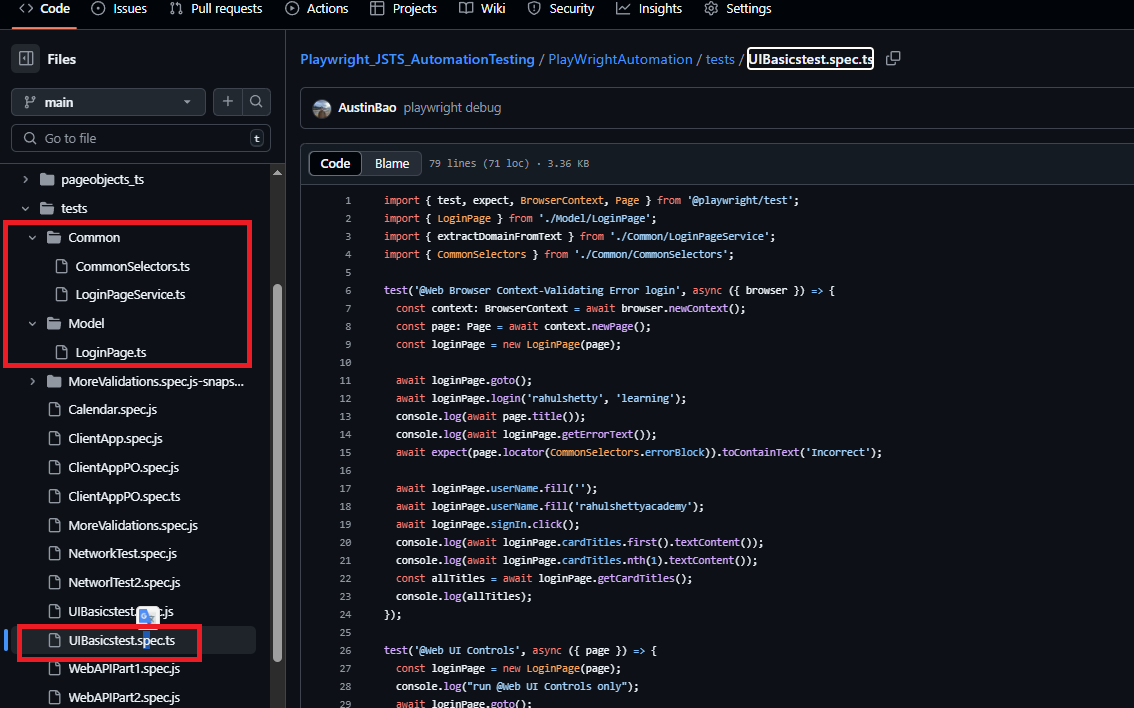 Code Issues Pull requests Actions Projects Wiki Security Insights Settings
Files
main
Go to file t
pageobjects_ts
tests
Common
CommonSelectors.ts
LoginPageService.ts
Model
LoginPage.ts
MoreValidations.spec.js-snaps...
Calendar.spec.js
ClientApp.spec.js
ClientAppPO.spec.js
ClientAppPO.spec.ts
MoreValidations.spec.js
NetworkTest.spec.js
NetworlTest2.spec.js
UIBasicstest.spec.js
UIBasicstest.spec.ts
WebAPIPart1.spec.js
WebAPIPart2.spec.js
Playwright_JSTS_AutomationTesting / PlayWrightAutomation / tests / UIBasicstest.spec.ts
AustinBao playwright debug
Code Blame 79 lines (71 loc) · 3.36 KB
1 import { test, expect, BrowserContext, Page } from '@playwright/test';
2 import { LoginPage } from './Model/LoginPage';
3 import { extractDomainFromText } from './Common/LoginPageService';
4 import { CommonSelectors } from './Common/CommonSelectors';
5
6 test('@Web Browser Context-Validating Error login', async ({ browser }) => {
7 const context: BrowserContext = await browser.newContext();
8 const page: Page = await context.newPage();
9 const loginPage = new LoginPage(page);
10
11 await loginPage.goto();
12 await loginPage.login('rahulshetty', 'learning');
13 console.log(await page.title());
14 console.log(await loginPage.getErrorText());
15 await expect(page.locator(CommonSelectors.errorBlock)).toContainText('Incorrect');
16
17 await loginPage.userName.fill('');
18 await loginPage.userName.fill('rahulshettyacademy');
19 await loginPage.signIn.click();
20 console.log(await loginPage.cardTitles.first().textContent());
21 console.log(await loginPage.cardTitles.nth(1).textContent());
22 const allTitles = await loginPage.getCardTitles();
23 console.log(allTitles);
24 });
25
26 test('@Web UI Controls', async ({ page }) => {
27 const loginPage = new LoginPage(page);
28 console.log("run @Web UI Controls only");
29 await loginPage.goto();